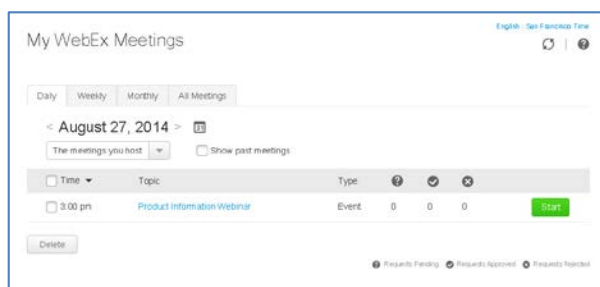 English : San Francisco Time
My WebEx Meetings
Daily Weekly Monthly All Meetings
< August 27, 2014 >
The meetings you host Show past meetings
Time Topic Type
3:00 pm Product Information Webinar Event 0 0 0 Start
Delete
Requests Pending Requests Approved Requests Rejected